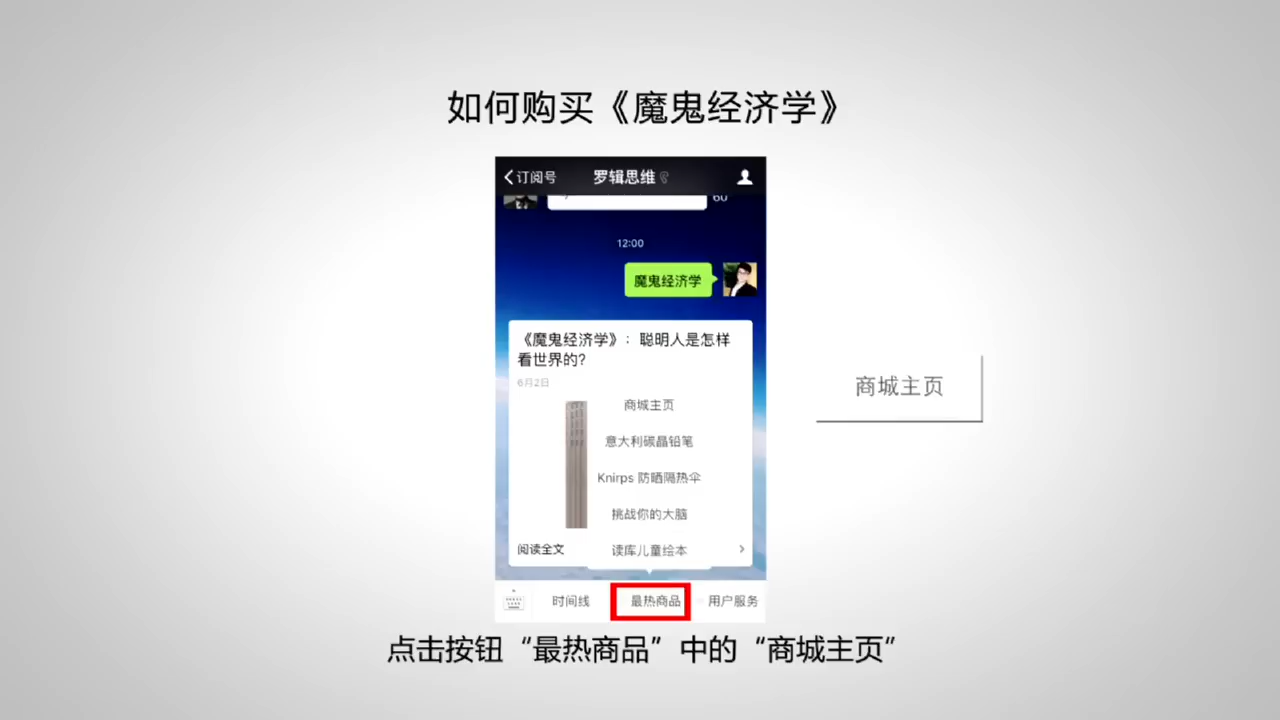 如何购买《魔鬼经济学》
订阅号
罗辑思维
60
12:00
魔鬼经济学
《魔鬼经济学》：聪明人是怎样
看世界的?
6月2日
商城主页
意大利碳晶铅笔
Knirps 防晒隔热伞
挑战你的大脑
阅读全文
读库儿童绘本
商城主页
时间线
最热商品
用户服务
点击按钮“最热商品”中的“商城主页”